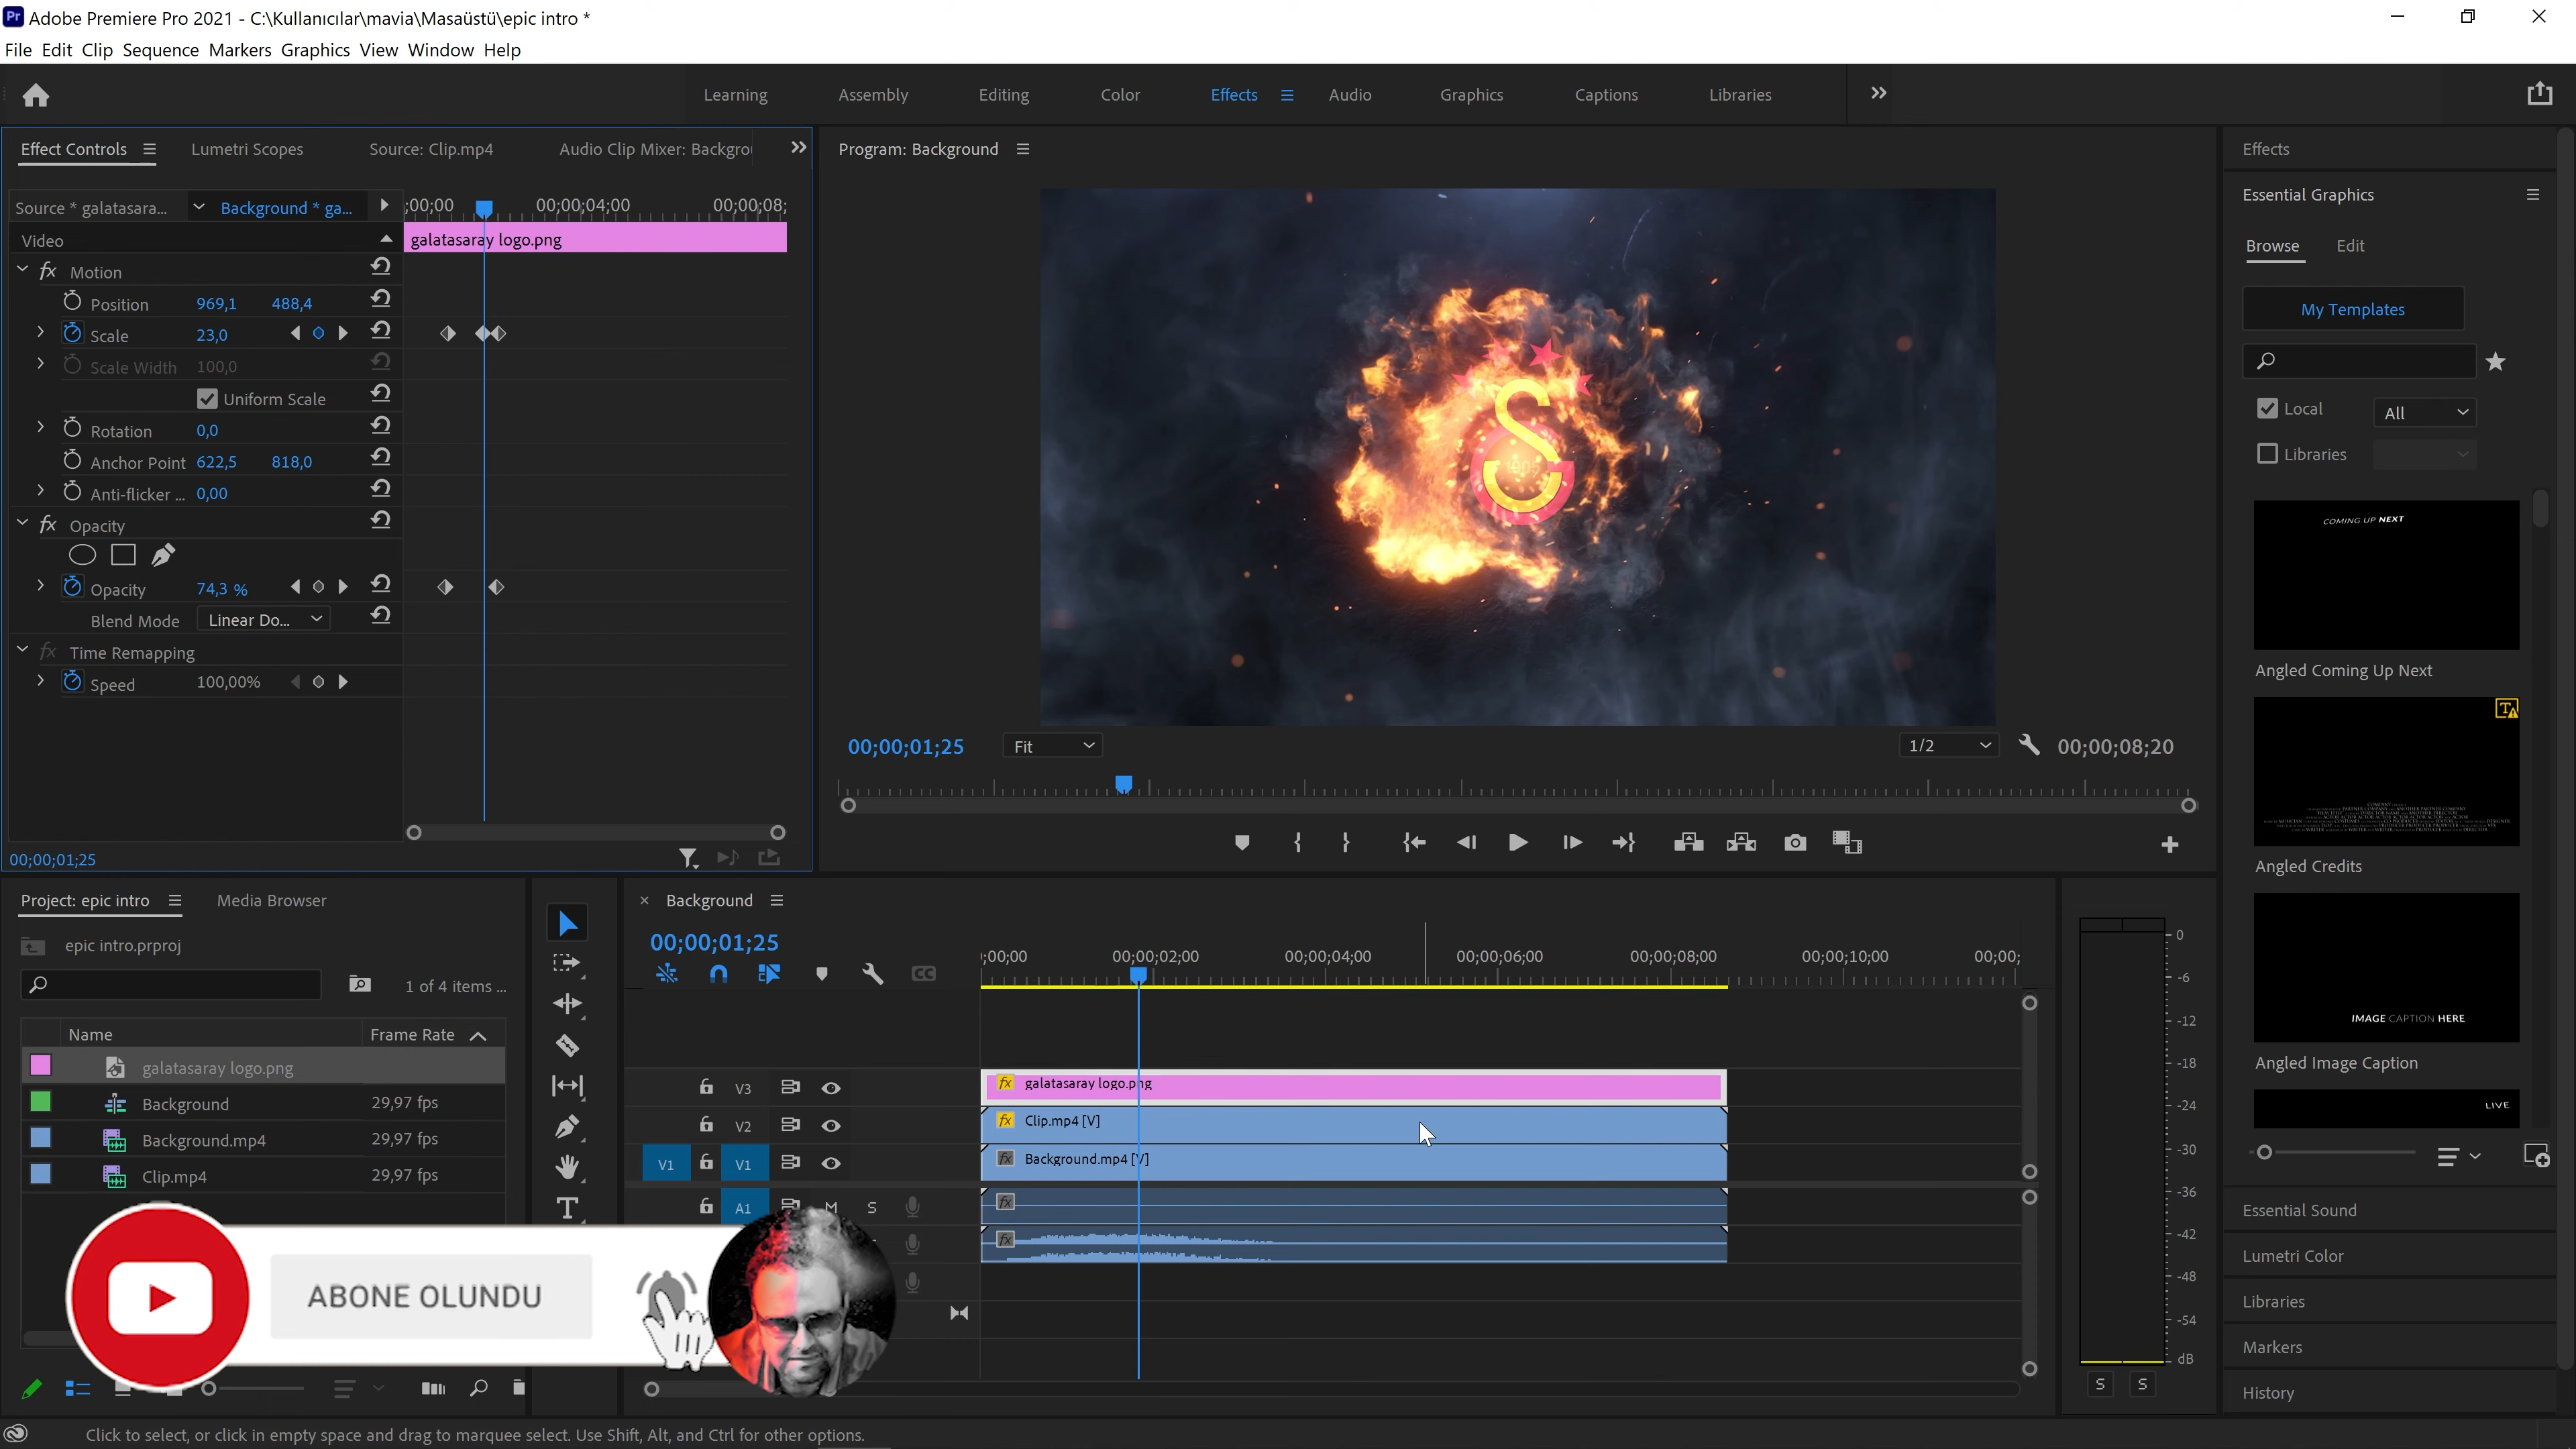 Pr Adobe Premiere Pro 2021 - C:\Kullanıcılar\mavia\Masaüstü\epic intro *
File Edit Clip Sequence Markers Graphics View Window Help
Learning Assembly Editing Color Effects Audio Graphics Captions Libraries
Effect Controls Lumetri Scopes Source: Clip.mp4 Audio Clip Mixer: Backgro
Source * galatasara... Background * ga... ;00;00 00;00;04;00 00;00;08;
Video galatasaray logo.png
fx Motion
Position 969,1 488,4
Scale 23,0
Scale Width 100,0
Uniform Scale
Rotation 0,0
Anchor Point 622,5 818,0
Anti-flicker ... 0,00
fx Opacity
Opacity 74,3 %
Blend Mode Linear Do...
fx Time Remapping
Speed 100,00%
00;00;01;25
Program: Background
1905
00;00;01;25 Fit 1/2 00;00;08;20
Effects
Essential Graphics
Browse Edit
My Templates
Local All
Libraries
COMING UP NEXT
Angled Coming Up Next
Angled Credits
IMAGE CAPTION HERE
Angled Image Caption
LIVE
Essential Sound
Lumetri Color
Libraries
Markers
History
Project: epic intro Media Browser
epic intro.prproj
1 of 4 items ...
Name Frame Rate
galatasaray logo.png
Background 29,97 fps
Background.mp4 29,97 fps
Clip.mp4 29,97 fps
ABONE OLUNDU
× Background
00;00;01;25
;00;00 00;00;02;00 00;00;04;00 00;00;06;00 00;00;08;00 00;00;10;00 00;00;
CC
V3 fx galatasaray logo.png
V2 fx Clip.mp4 [V]
V1 V1 fx Background.mp4 [V]
A1 M S fx
fx
0
-6
-12
-18
-24
-30
-36
-42
-48
-54
dB
S S
Click to select, or click in empty space and drag to marquee select. Use Shift, Alt, and Ctrl for other options.